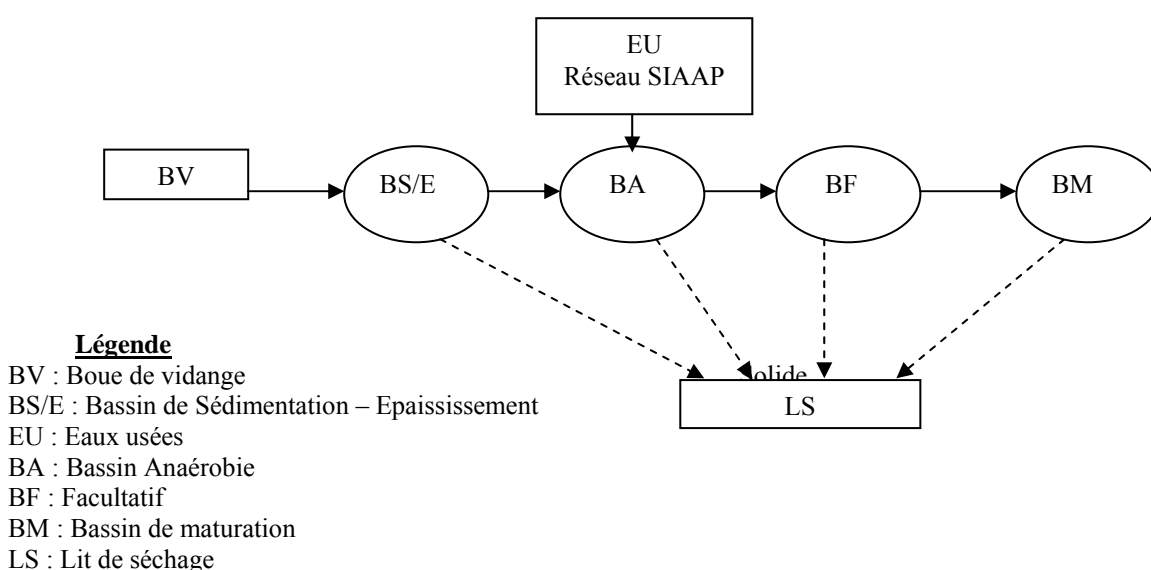 EU
Réseau SIAAP
BV
BS/E
BA
BF
BM
olide
LS
Légende
BV : Boue de vidange
BS/E : Bassin de Sédimentation – Epaississement
EU : Eaux usées
BA : Bassin Anaérobie
BF : Facultatif
BM : Bassin de maturation
LS : Lit de séchage